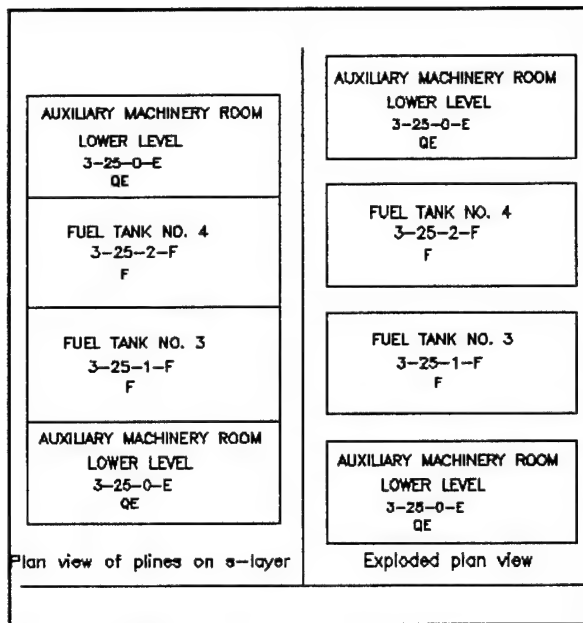 AUXILIARY MACHINERY ROOM
LOWER LEVEL
3-25-0-E
QE
FUEL TANK NO. 4
3-25-2-F
F
FUEL TANK NO. 3
3-25-1-F
F
AUXILIARY MACHINERY ROOM
LOWER LEVEL
3-25-0-E
QE
Plan view of plines on s-layer
AUXILIARY MACHINERY ROOM
LOWER LEVEL
3-25-0-E
QE
FUEL TANK NO. 4
3-25-2-F
F
FUEL TANK NO. 3
3-25-1-F
F
AUXILIARY MACHINERY ROOM
LOWER LEVEL
3-25-0-E
QE
Exploded plan view